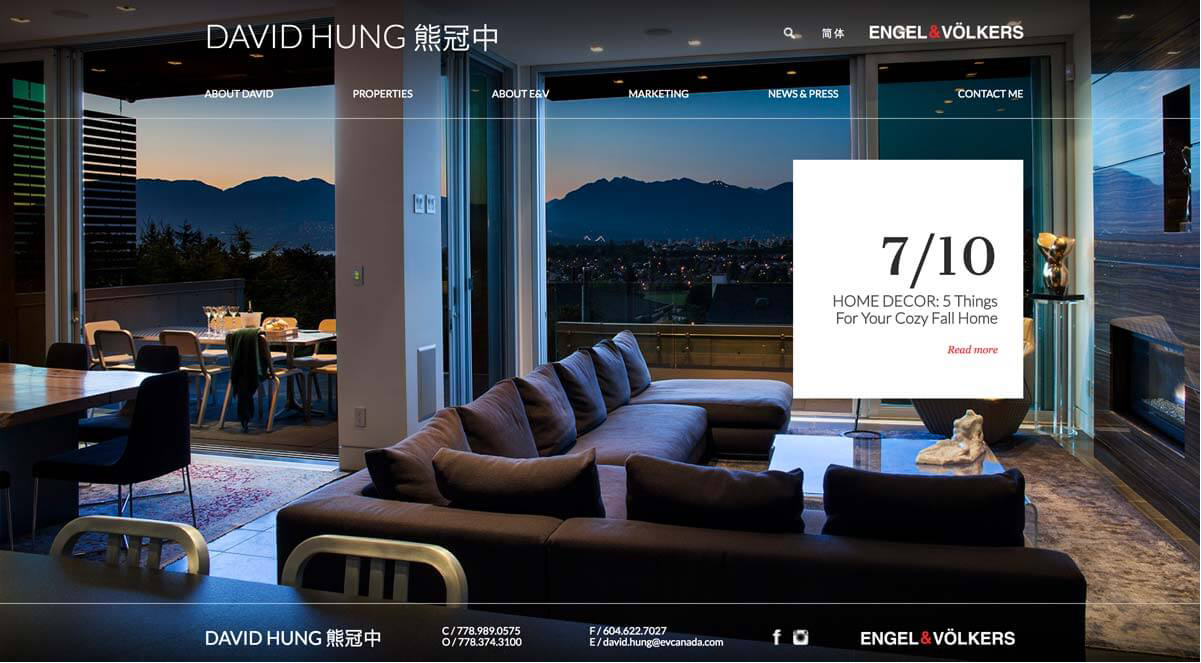 DAVID HUNG 熊冠中
简体
ENGEL&VÖLKERS
ABOUT DAVID
PROPERTIES
ABOUT E&V
MARKETING
NEWS & PRESS
CONTACT ME
7/10
HOME DECOR: 5 Things
For Your Cozy Fall Home
Read more
DAVID HUNG 熊冠中
C / 778.989.0575
O / 778.374.3100
F / 604.622.7027
E / david.hung@evcanada.com
f
ENGEL&VÖLKERS